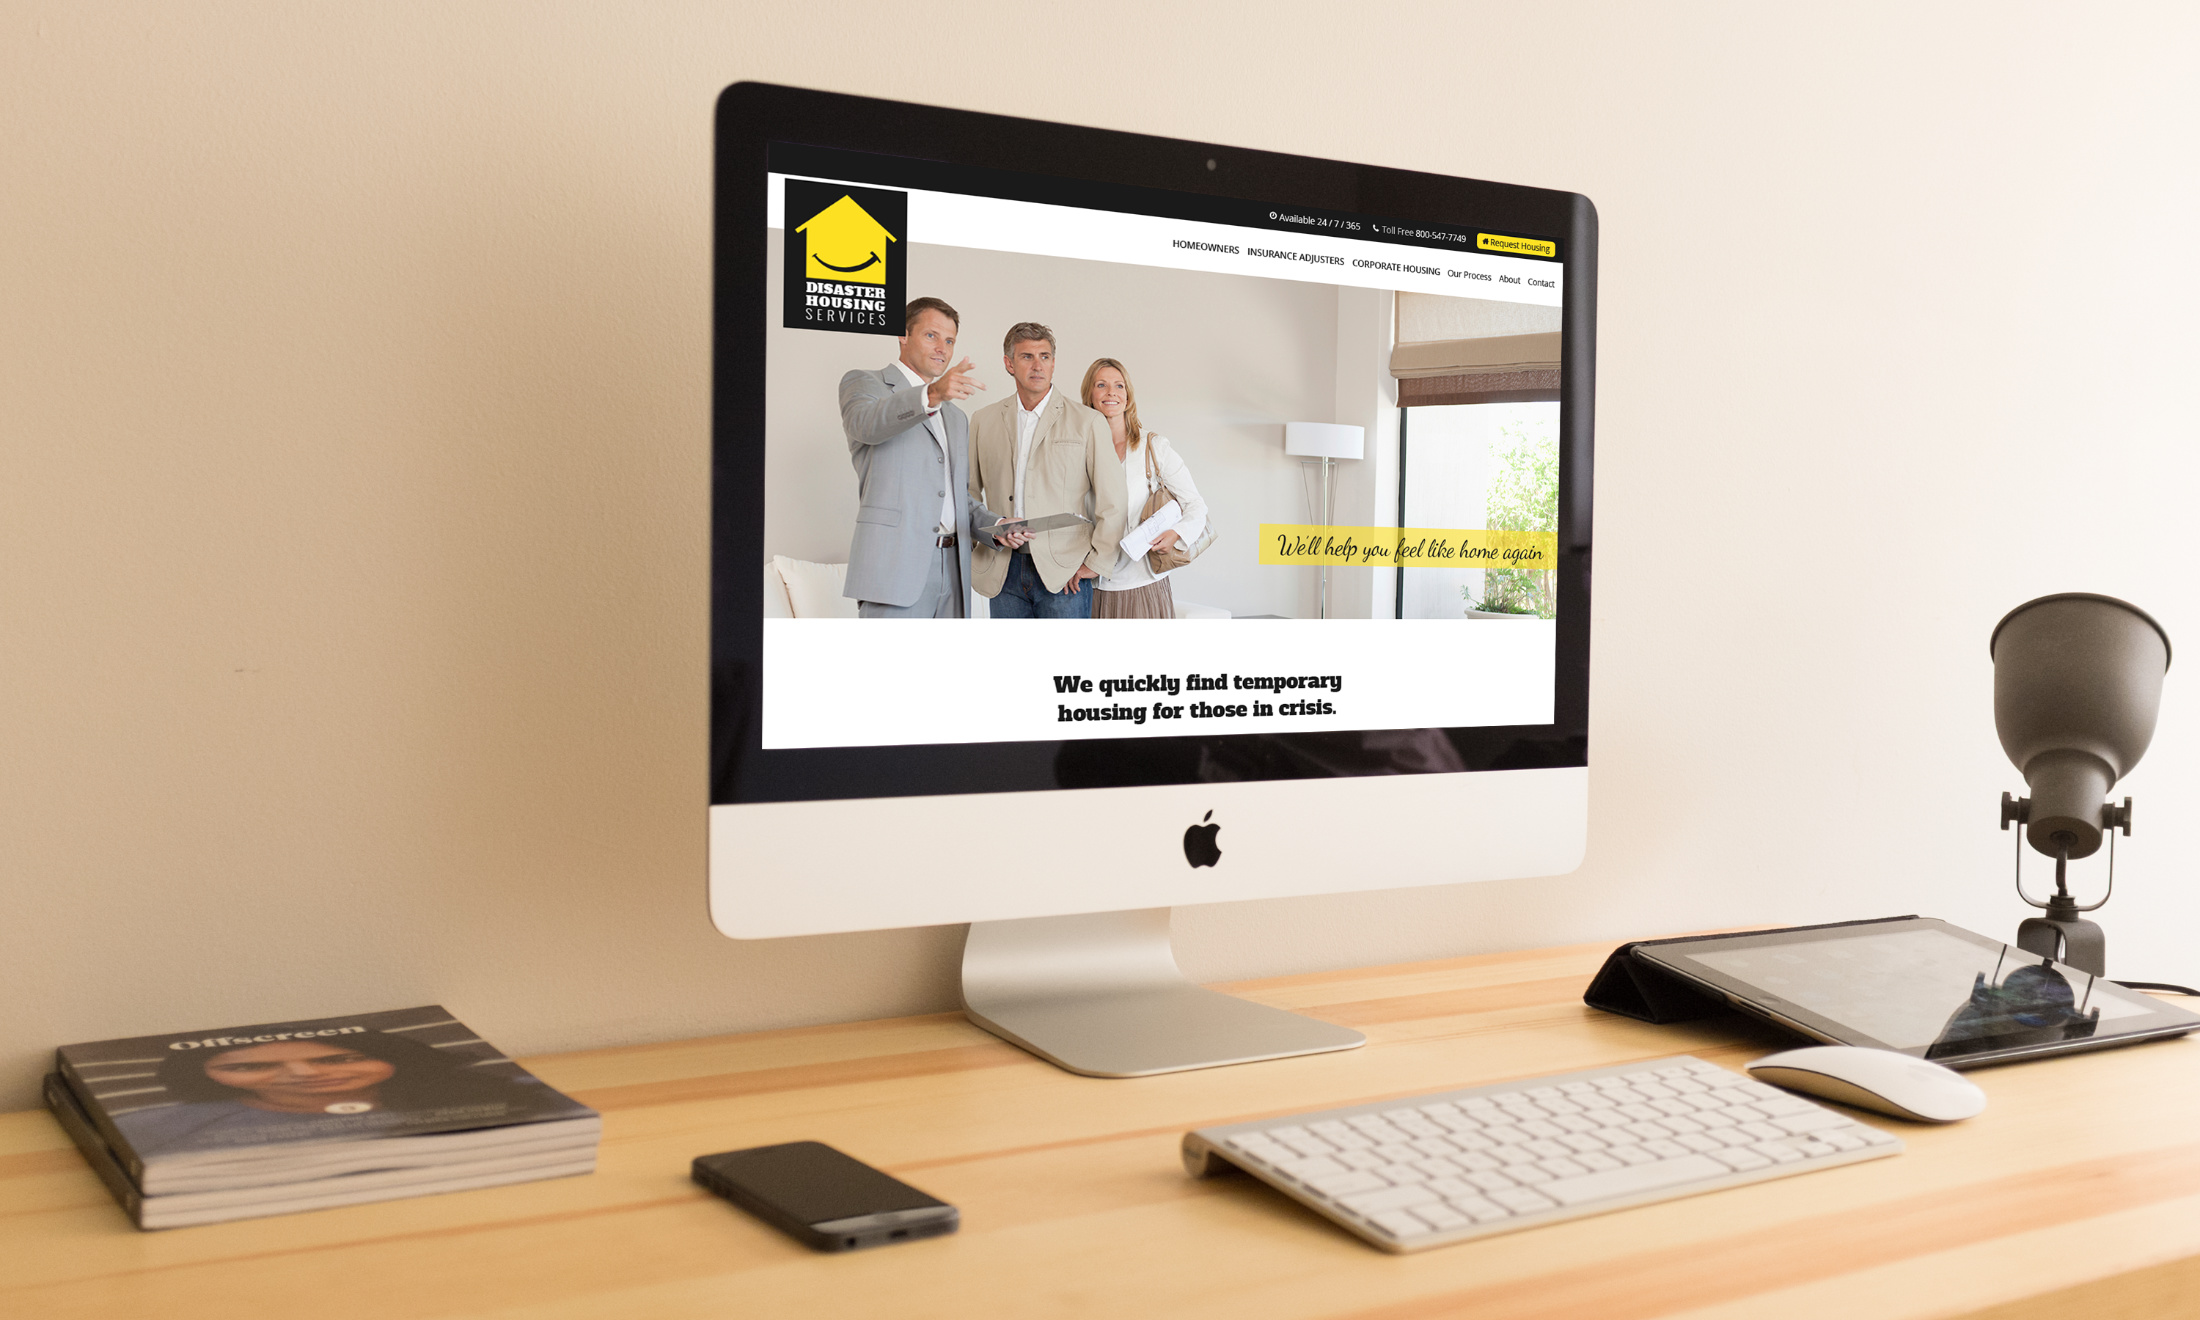 Available 24 / 7 / 365
Toll Free 800-547-7749
Request Housing
HOMEOWNERS
INSURANCE ADJUSTERS
CORPORATE HOUSING
Our Process
About
Contact
DISASTER
HOUSING
SERVICES
We'll help you feel like home again
We quickly find temporary
housing for those in crisis.
Offscreen